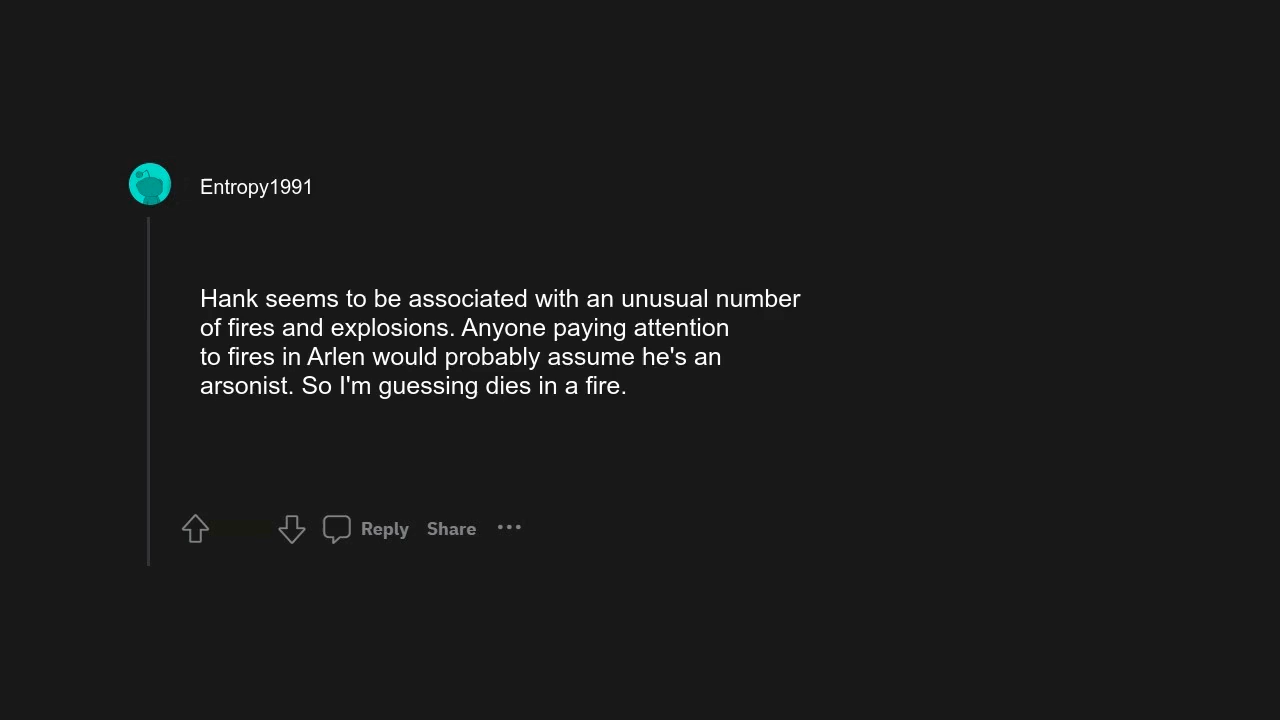 Entropy1991
Hank seems to be associated with an unusual number
of fires and explosions. Anyone paying attention
to fires in Arlen would probably assume he's an
arsonist. So I'm guessing dies in a fire.
Reply Share